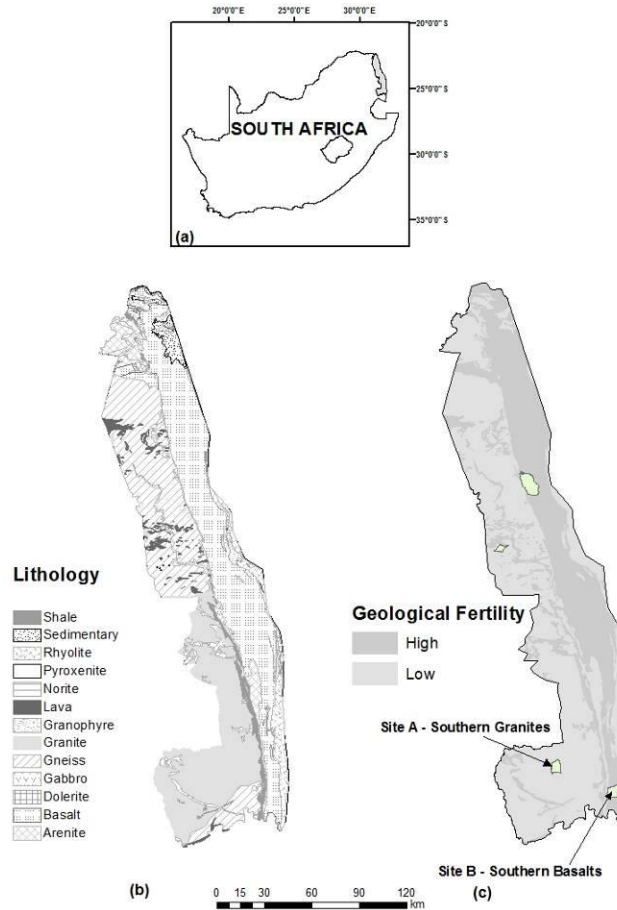 20°0'0"E 25°0'0"E 30°0'0"E
20°0'0"S
25°0'0"S
SOUTH AFRICA
30°0'0"S
35°0'0"S
(a)
Lithology
Shale
Sedimentary
Rhyolite
Pyroxenite
Norite
Lava
Granophyre
Granite
Gneiss
Gabbro
Dolerite
Basalt
Arenite
(b)
0 15 30 60 90 120
km
Geological Fertility
High
Low
Site A - Southern Granites
Site B - Southern Basalts
(c)